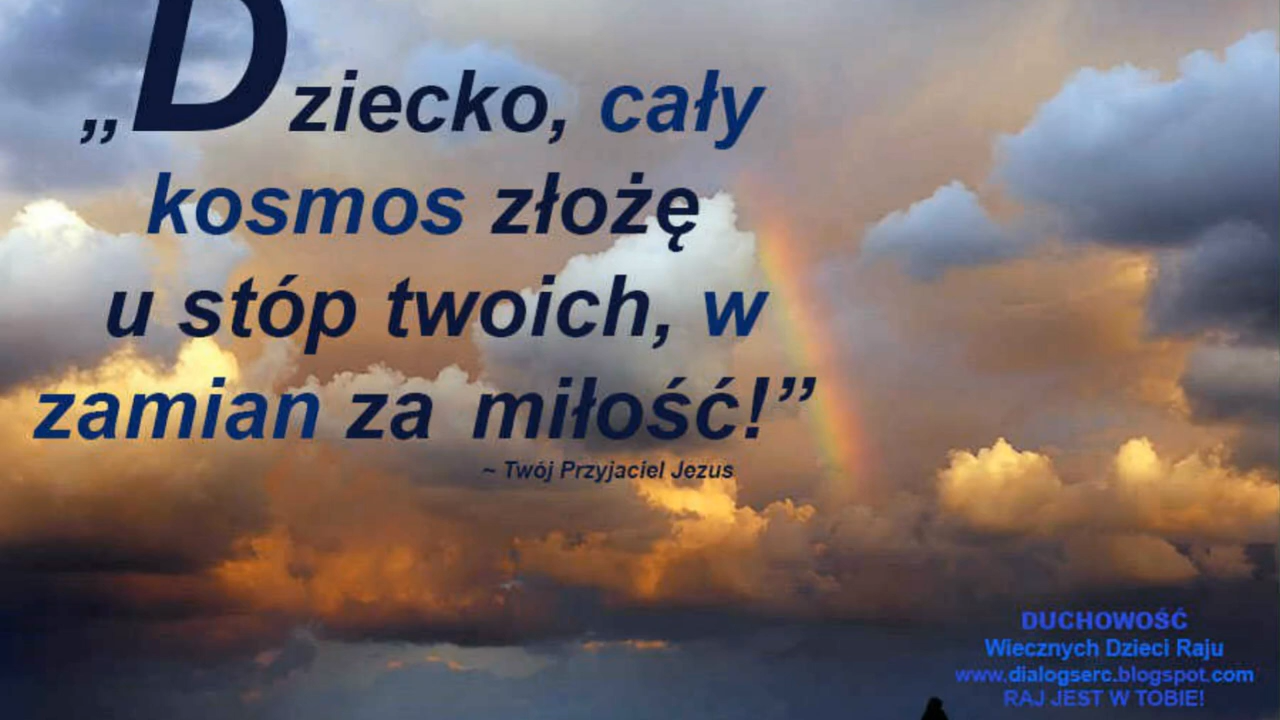 „Dziecko, cały
kosmos złożę
u stóp twoich, w
zamian za miłość!”
~ Twój Przyjaciel Jezus
DUCHOWOŚĆ
Wiecznych Dzieci Raju
www.dialogserc.blogspot.com
RAJ JEST W TOBIE!